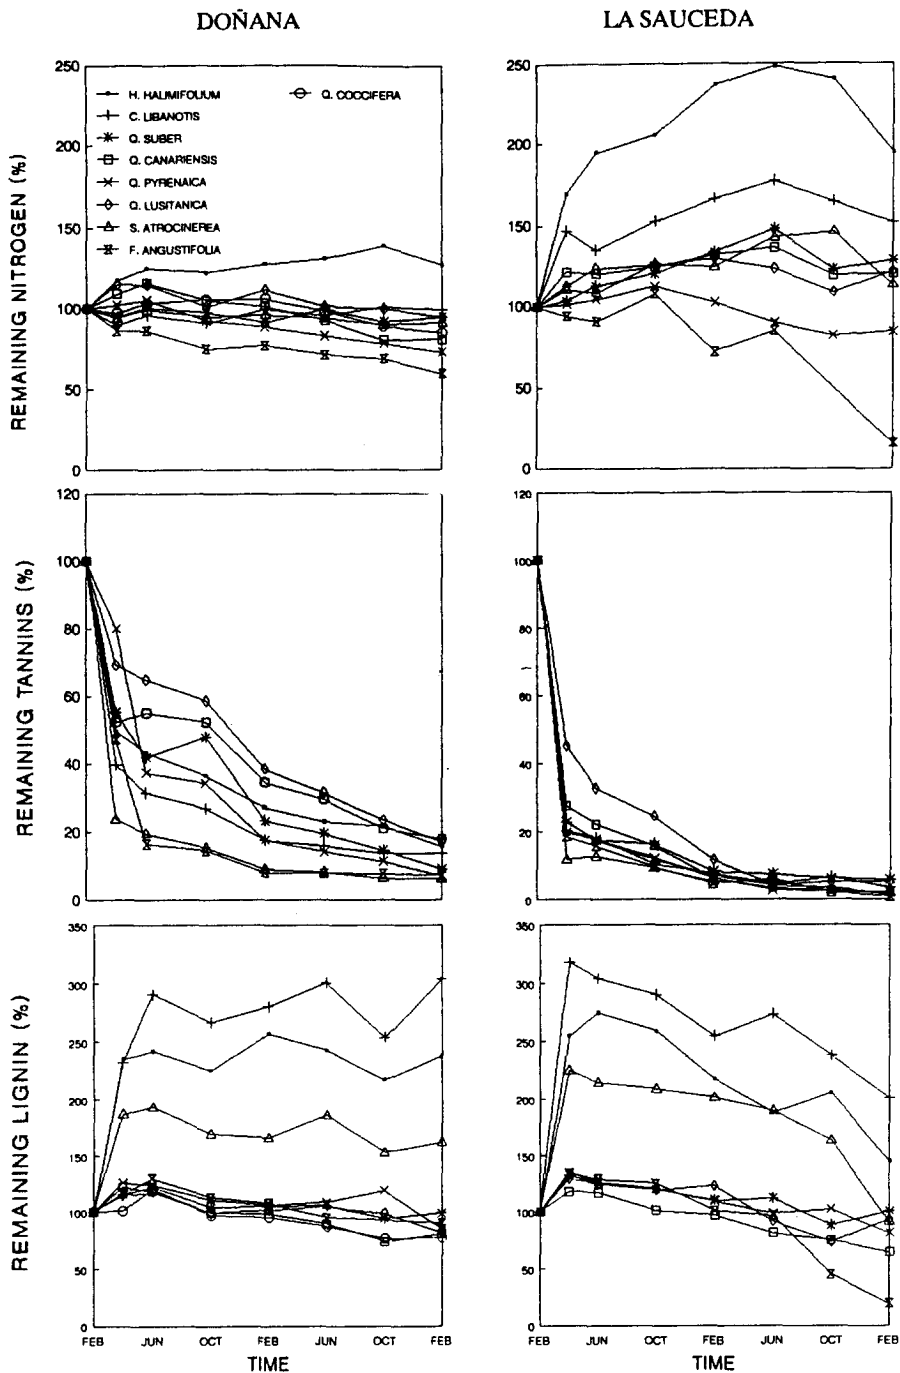 DOÑANA
LA SAUCEDA
REMAINING NITROGEN (%)
250
200
150
100
50
0
H. HALIMIFOLIUM
Q. COCCIFERA
C. LIBANOTIS
Q. SUBER
Q. CANARIENSIS
Q. PYRENAICA
Q. LUSITANICA
S. ATROCINEREA
F. ANGUSTIFOLIA
250
200
150
100
50
0
REMAINING TANNINS (%)
120
100
80
60
40
20
0
120
100
80
60
40
20
0
REMAINING LIGNIN (%)
350
300
250
200
150
100
50
0
FEB JUN OCT FEB JUN OCT FEB
TIME
350
300
250
200
150
100
50
0
FEB JUN OCT FEB JUN OCT FEB
TIME